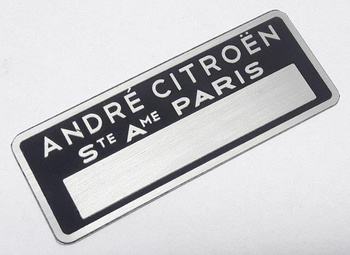 ANDRÉ CITROËN
Sᵗᵉ Aᵐᵉ PARIS